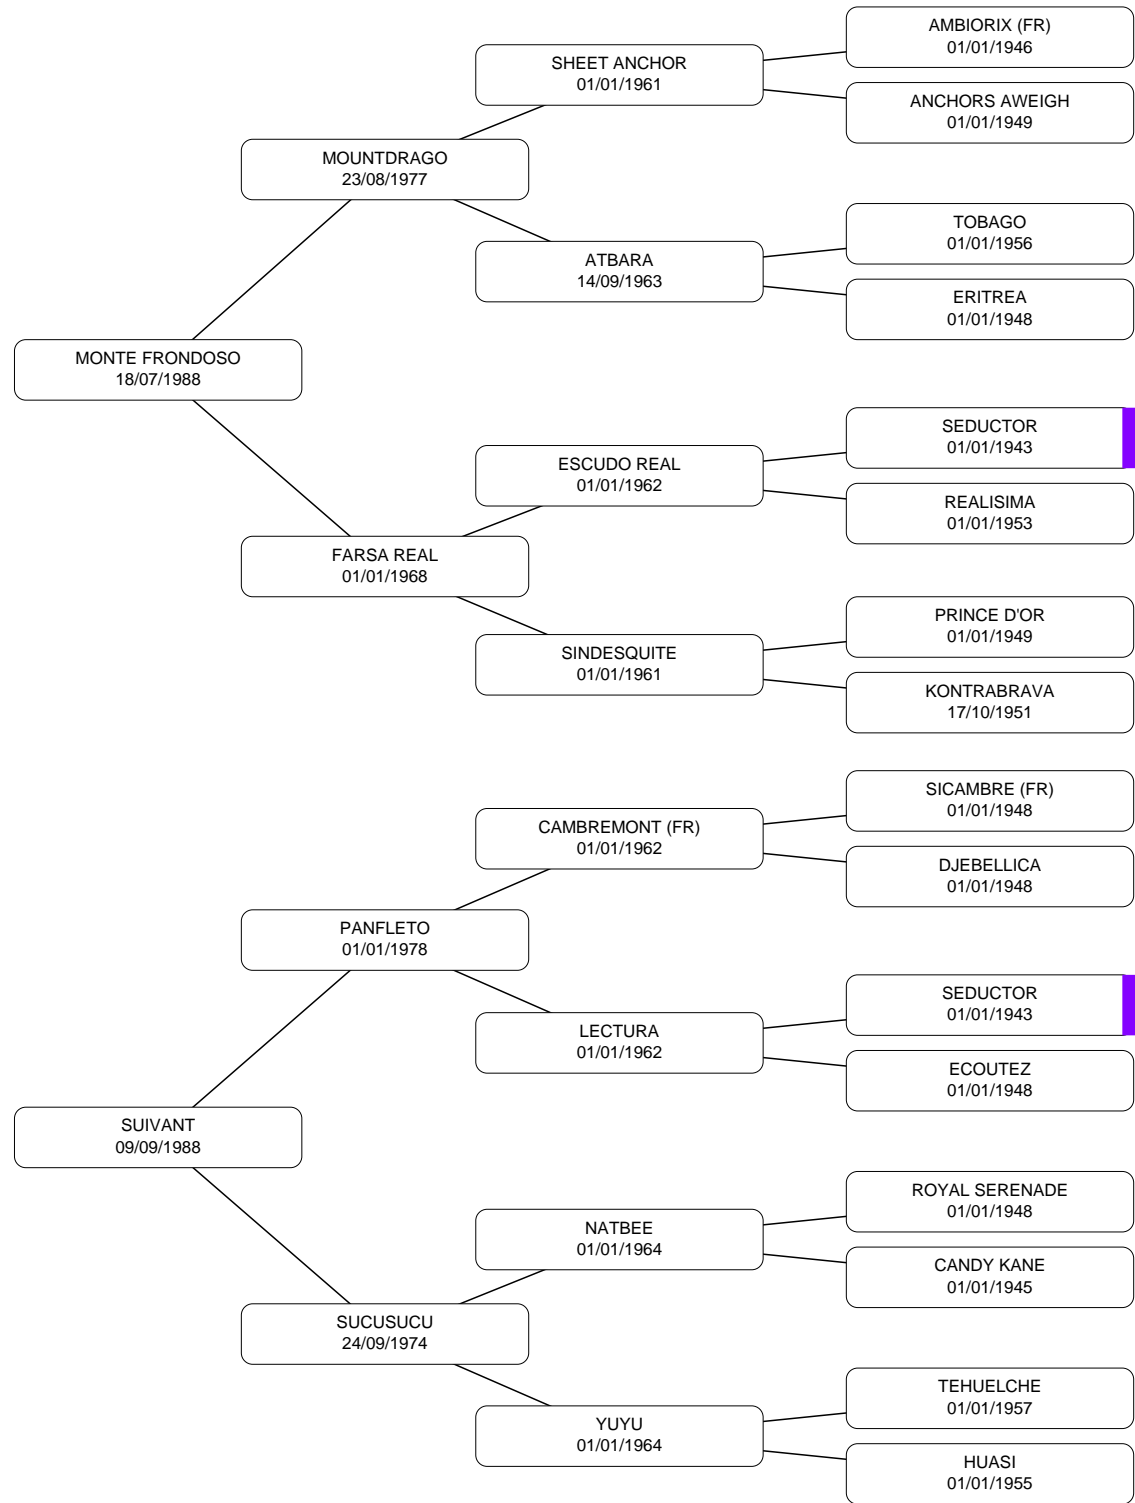 AMBIORIX (FR)
01/01/1946
SHEET ANCHOR
01/01/1961
ANCHORS AWEIGH
01/01/1949
MOUNTDRAGO
23/08/1977
TOBAGO
01/01/1956
ATBARA
14/09/1963
ERITREA
01/01/1948
MONTE FRONDOSO
18/07/1988
SEDUCTOR
01/01/1943
ESCUDO REAL
01/01/1962
REALISIMA
01/01/1953
FARSA REAL
01/01/1968
PRINCE D'OR
01/01/1949
SINDESQUITE
01/01/1961
KONTRABRAVA
17/10/1951
SICAMBRE (FR)
01/01/1948
CAMBREMONT (FR)
01/01/1962
DJEBELLICA
01/01/1948
PANFLETO
01/01/1978
SEDUCTOR
01/01/1943
LECTURA
01/01/1962
ECOUTEZ
01/01/1948
SUIVANT
09/09/1988
ROYAL SERENADE
01/01/1948
NATBEE
01/01/1964
CANDY KANE
01/01/1945
SUCUSUCU
24/09/1974
TEHUELCHE
01/01/1957
YUYU
01/01/1964
HUASI
01/01/1955